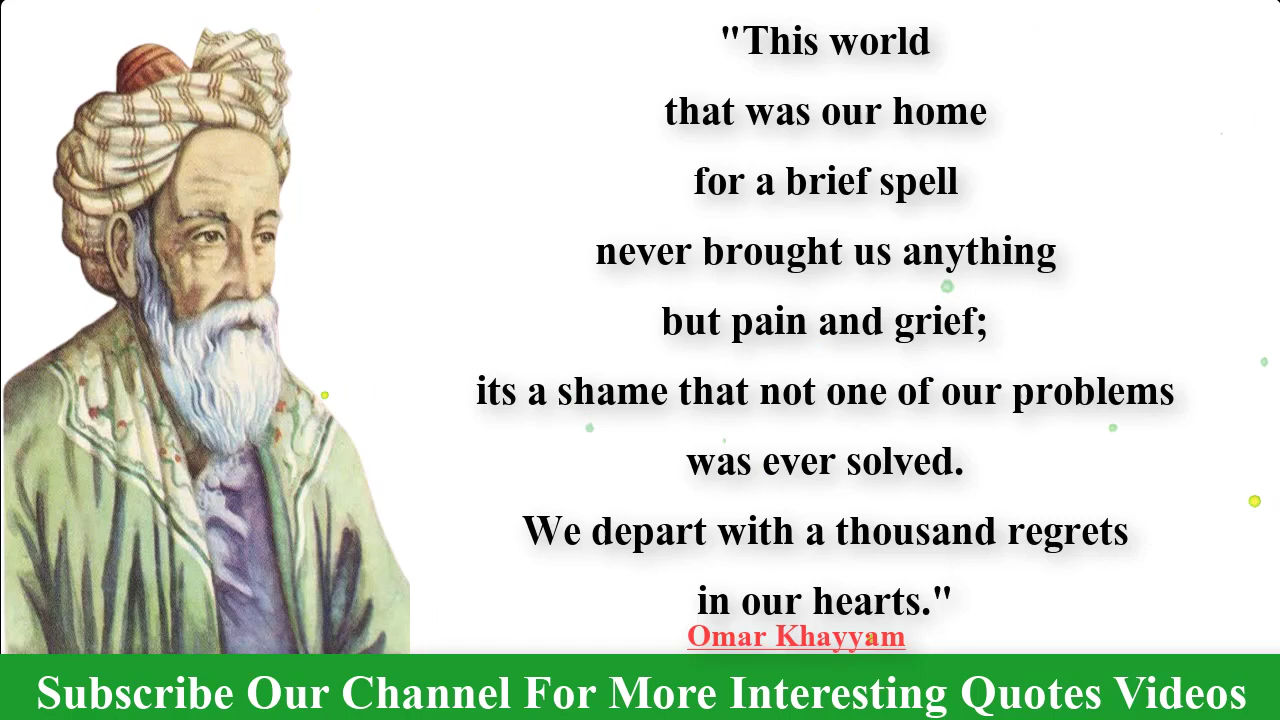 "This world
that was our home
for a brief spell
never brought us anything
but pain and grief;
its a shame that not one of our problems
was ever solved.
We depart with a thousand regrets
in our hearts."
Omar Khayyam
Subscribe Our Channel For More Interesting Quotes Videos